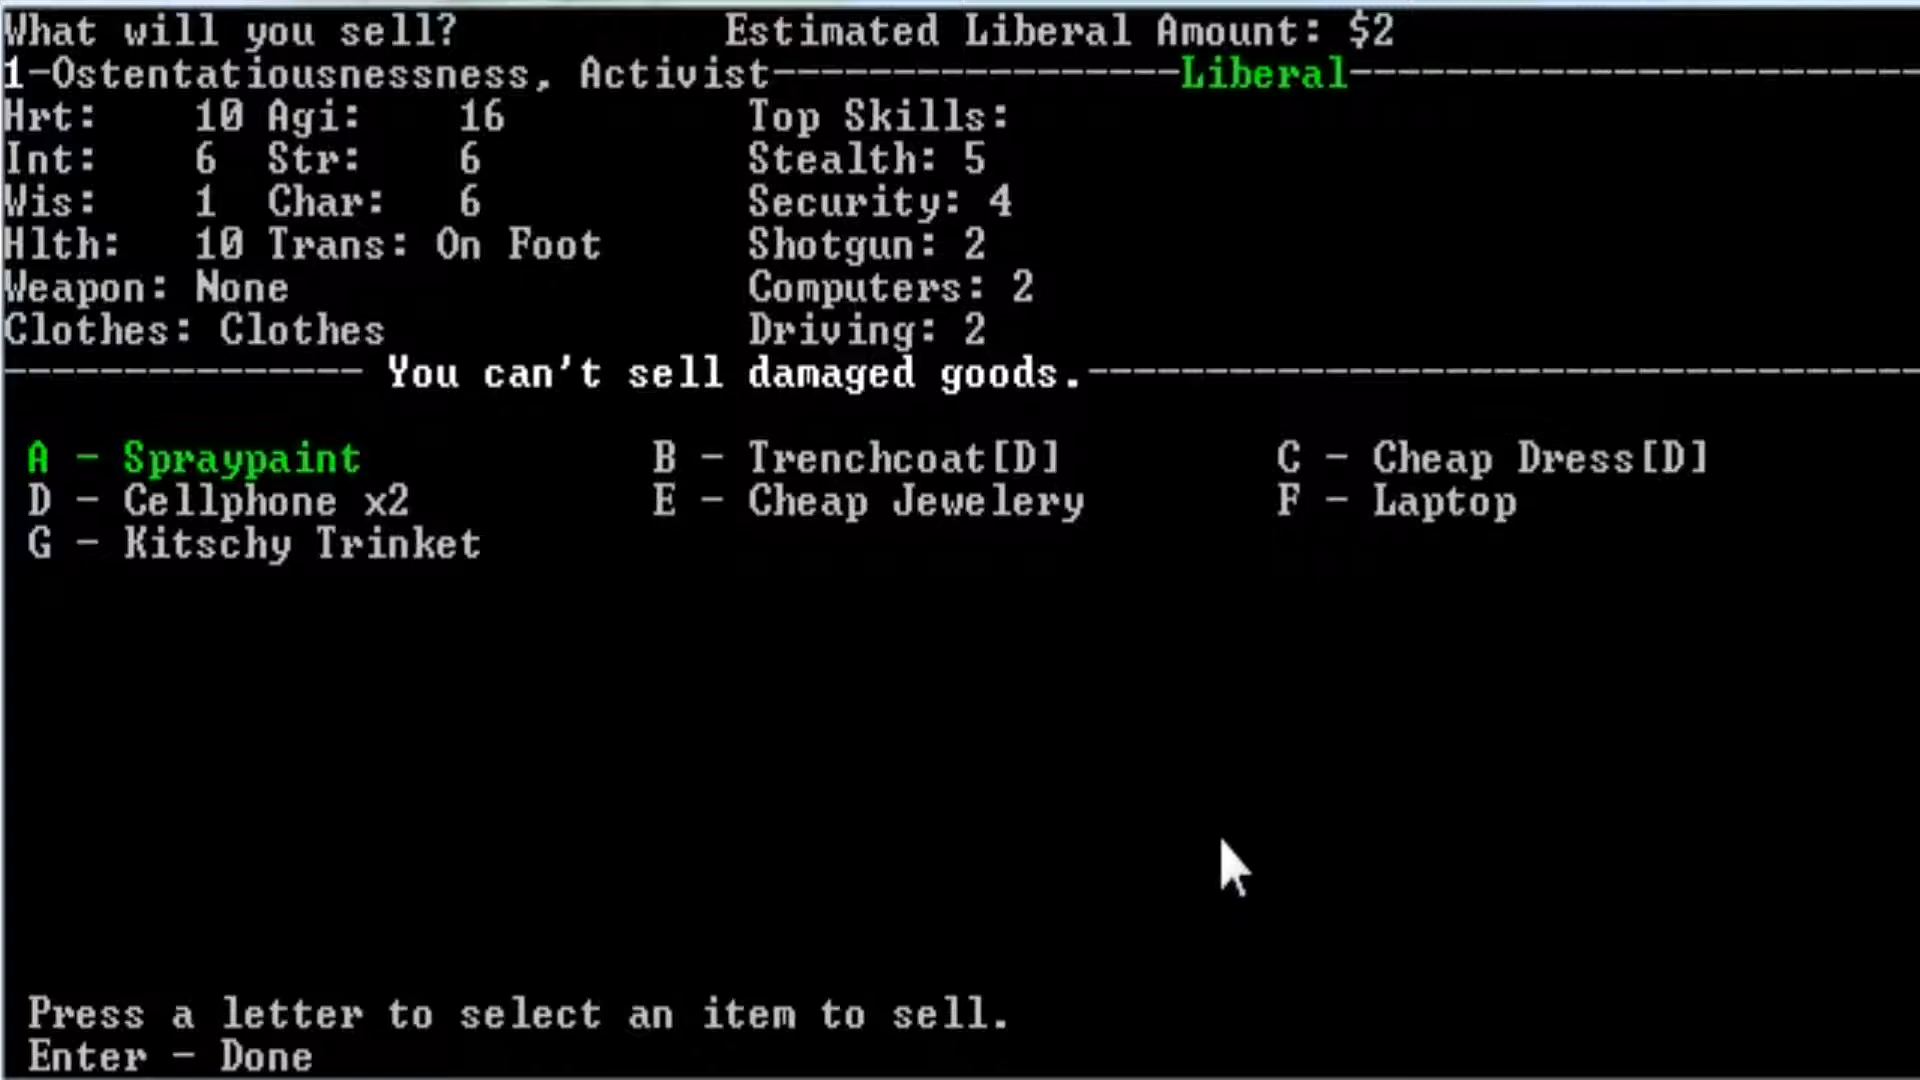 What will you sell? Estimated Liberal Amount: $2
1-Ostentatiousnessness, Activist-----------------Liberal------------------------
Hrt: 10 Agi: 16 Top Skills:
Int: 6 Str: 6 Stealth: 5
Wis: 1 Char: 6 Security: 4
Hlth: 10 Trans: On Foot Shotgun: 2
Weapon: None Computers: 2
Clothes: Clothes Driving: 2
--------------- You can't sell damaged goods.-----------------------------------
A - Spraypaint B - Trenchcoat[D] C - Cheap Dress[D]
D - Cellphone x2 E - Cheap Jewelery F - Laptop
G - Kitschy Trinket
Press a letter to select an item to sell.
Enter - Done